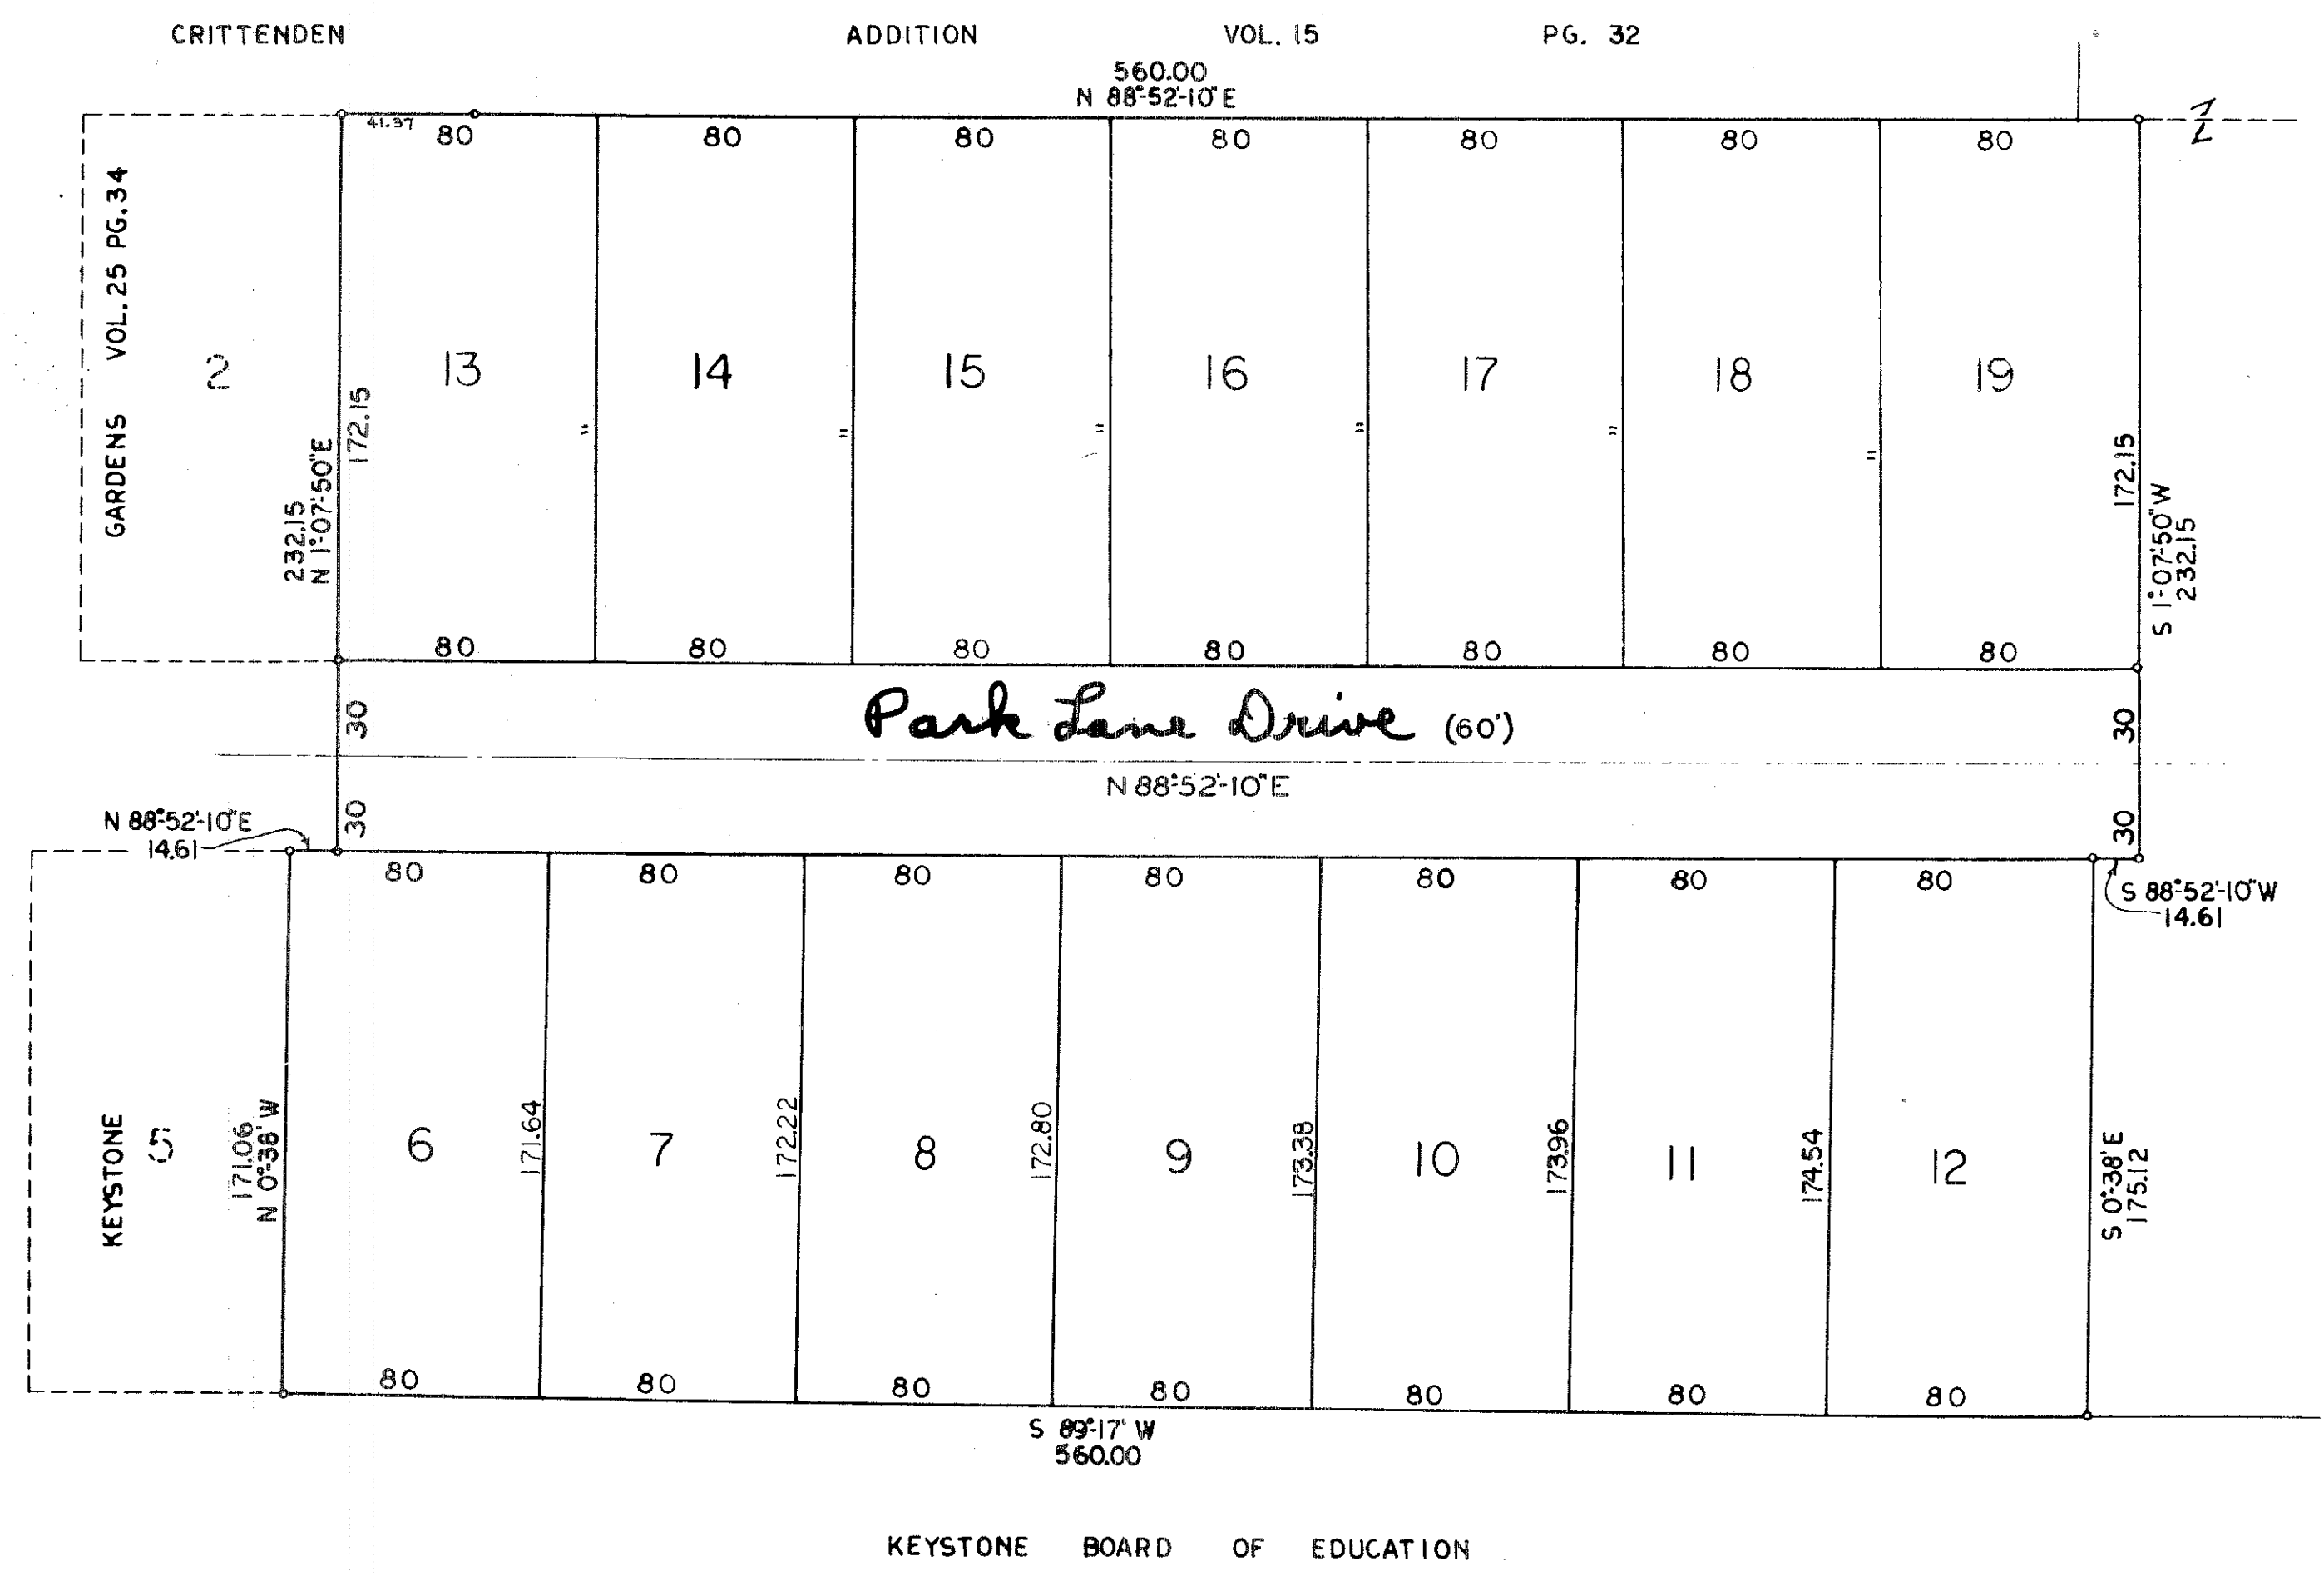 CRITTENDEN ADDITION VOL. 15 PG. 32
560.00
N 88°-52'-10"E
41.37
80 80 80 80 80 80 80
GARDENS VOL. 25 PG. 34
2 13 14 15 16 17 18 19
232.15
N 1°-07'-50"E
172.15
" " " " " "
172.15
S 1°-07'-50"W
232.15
80 80 80 80 80 80 80
30 30
Park Lane Drive (60')
N 88°-52'-10"E
30 30
N 88°-52'-10"E
14.61
S 88°-52'-10"W
14.61
80 80 80 80 80 80 80
KEYSTONE
5 6 7 8 9 10 11 12
171.06
N 0°-38' W
171.64
172.22
172.80
173.38
173.96
174.54
S 0°-38' E
175.12
80 80 80 80 80 80 80
S 89°-17' W
560.00
KEYSTONE BOARD OF EDUCATION